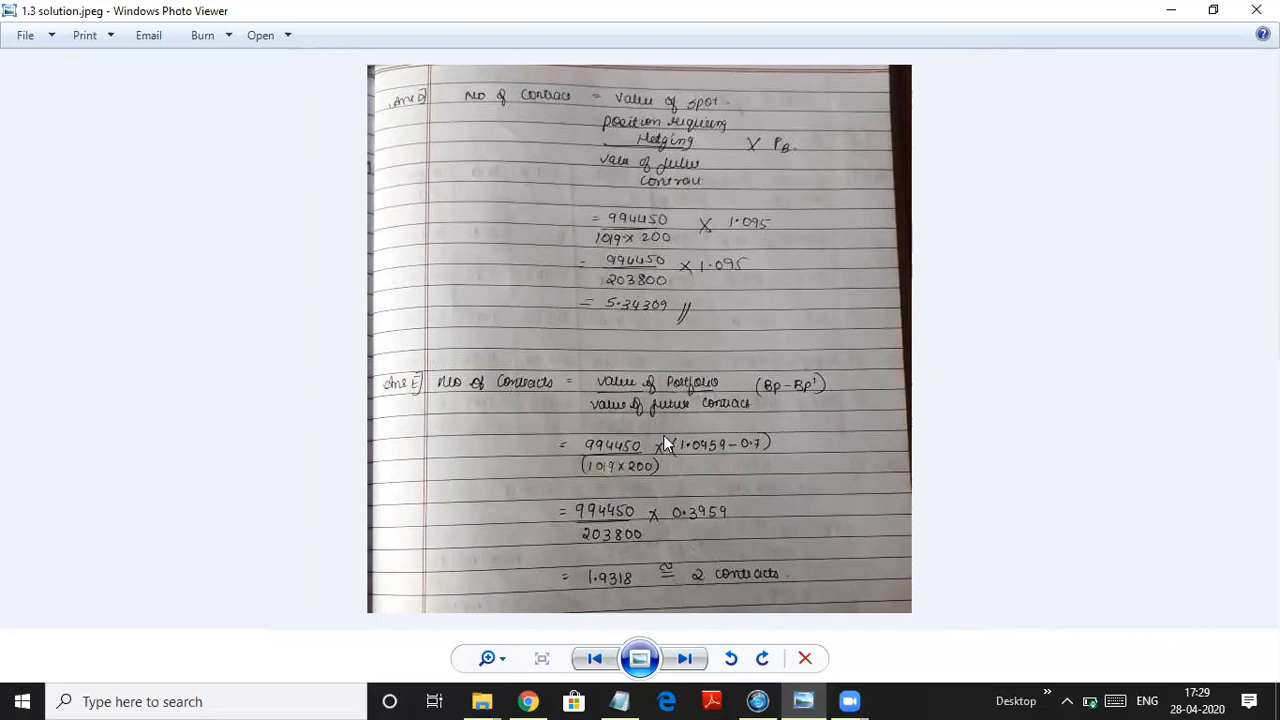 1.3 solution.jpeg - Windows Photo Viewer
File Print Email Burn Open
Ans D] No of Contract = Value of Spot
position requiring
Hedging × PB.
Value of future
Contract
= 994450 × 1.095
1019 × 200
= 994450 × 1.095
203800
= 5.34309 //
Ans E] No of Contracts = Value of Portfolio (Bp - Bp')
Value of future contract
= 994450 × (1.0959 - 0.7)
(1019 × 200)
= 994450 × 0.3959
203800
= 1.9318 ≅ 2 contracts.
Type here to search
Desktop
ENG
17:29
28-04-2020